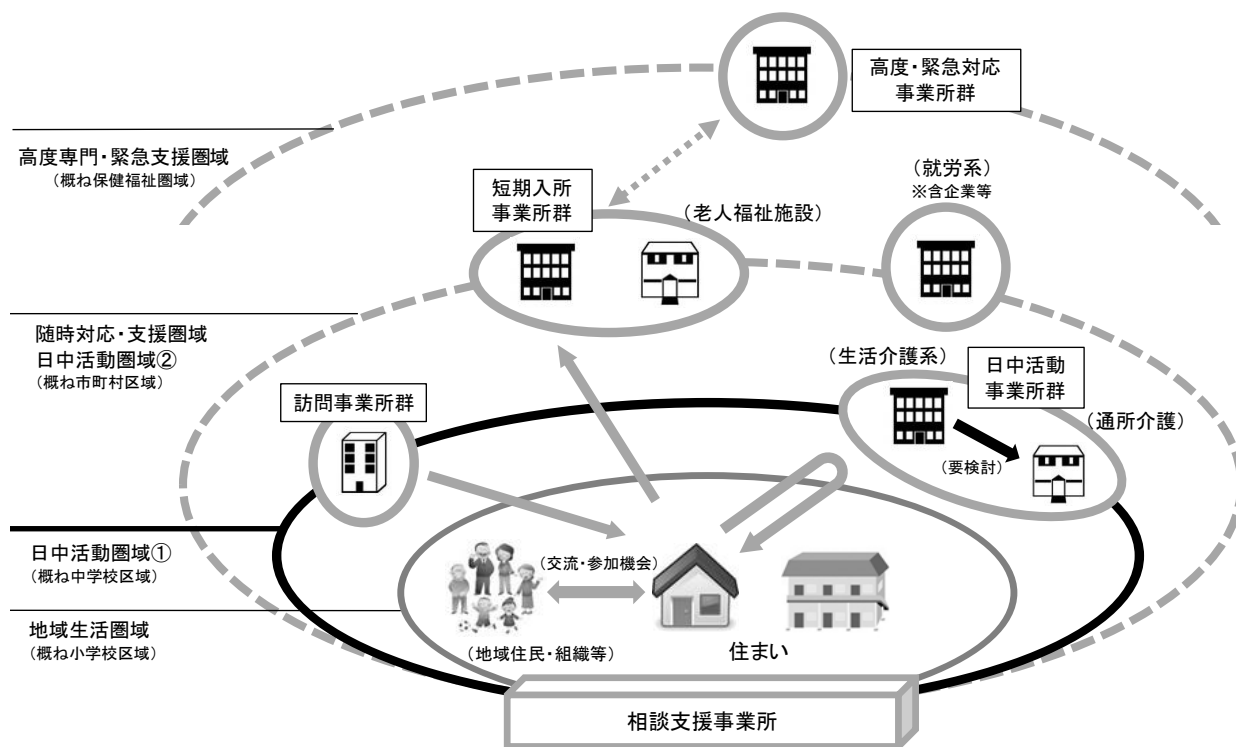 高度・緊急対応
事業所群
高度専門・緊急支援圏域
（概ね保健福祉圏域）
短期入所
事業所群
（老人福祉施設）
（就労系）
※含企業等
随時対応・支援圏域
日中活動圏域②
（概ね市町村区域）
訪問事業所群
（生活介護系）
日中活動
事業所群
（通所介護）
（要検討）
日中活動圏域①
（概ね中学校区域）
（交流・参加機会）
地域生活圏域
（概ね小学校区域）
（地域住民・組織等）
住まい
相談支援事業所